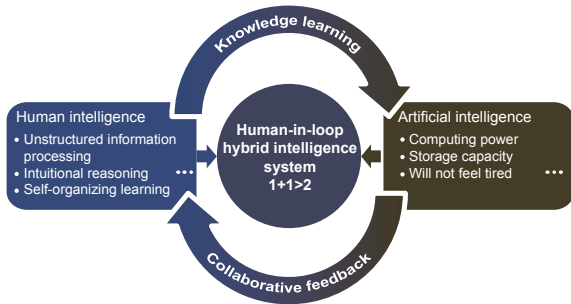 Knowledge learning
Human intelligence
• Unstructured information
processing
• Intuitional reasoning
• Self-organizing learning
...
Human-in-loop
hybrid intelligence
system
1+1>2
Artificial intelligence
• Computing power
• Storage capacity
• Will not feel tired
...
Collaborative feedback